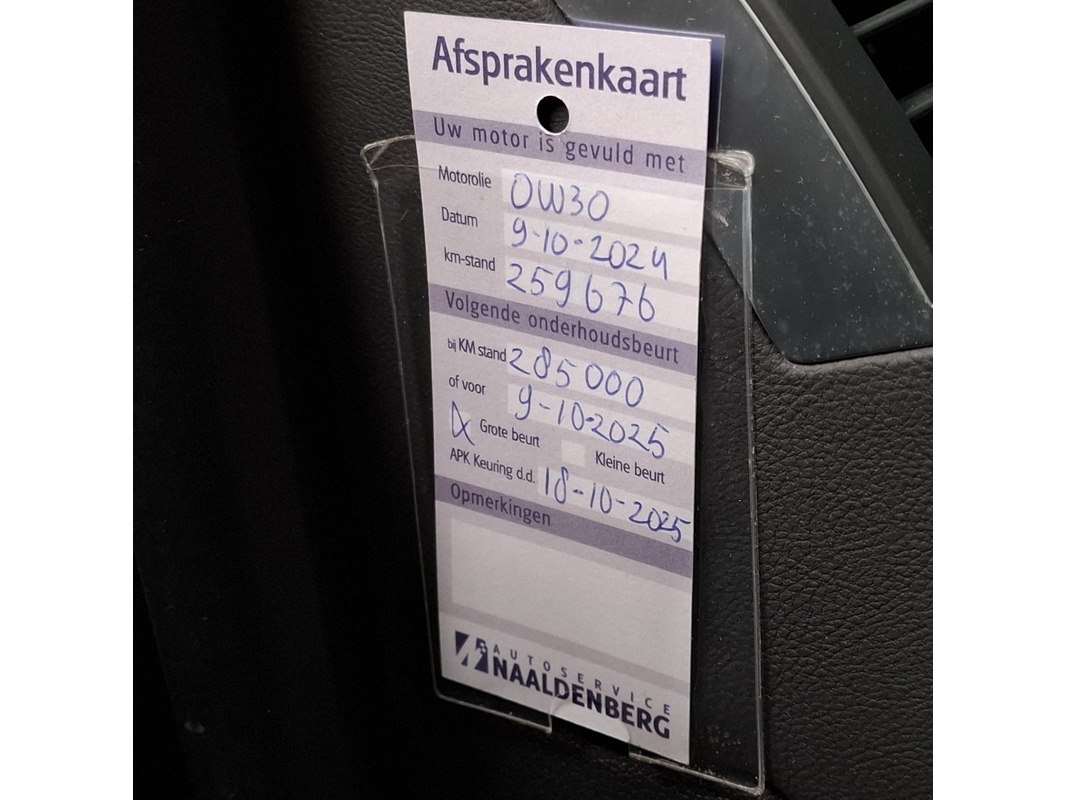 Afsprakenkaart
Uw motor is gevuld met
Motorolie 0W30
Datum 9-10-2024
km-stand 259676
Volgende onderhoudsbeurt
bij KM stand 285000
of voor 9-10-2025
X Grote beurt Kleine beurt
APK Keuring d.d. 18-10-2025
Opmerkingen
AUTOSERVICE
NAALDENBERG